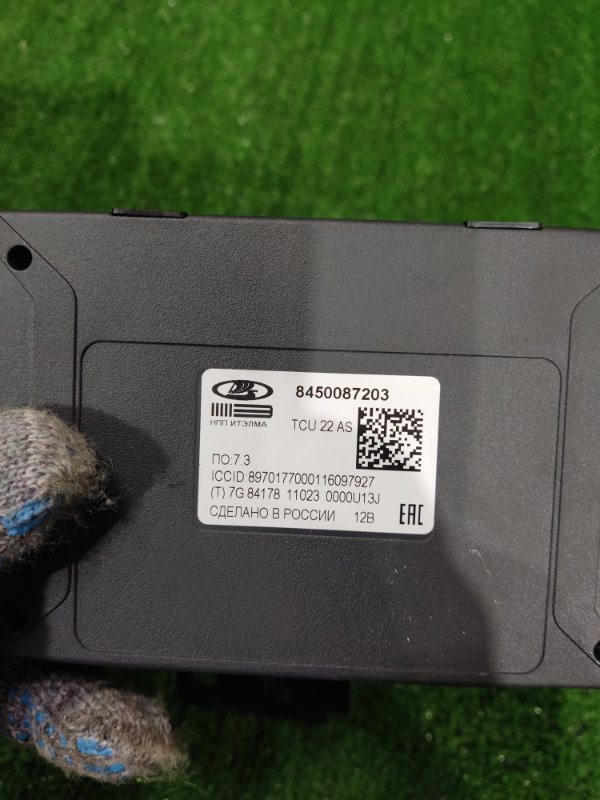 8450087203
НПП ИТЭЛМА
TCU 22 AS
ПО.7.3
ICCID:8970177000116097927
(T) 7G 84178 11023 0000U13J
СДЕЛАНО В РОССИИ 12В EAC